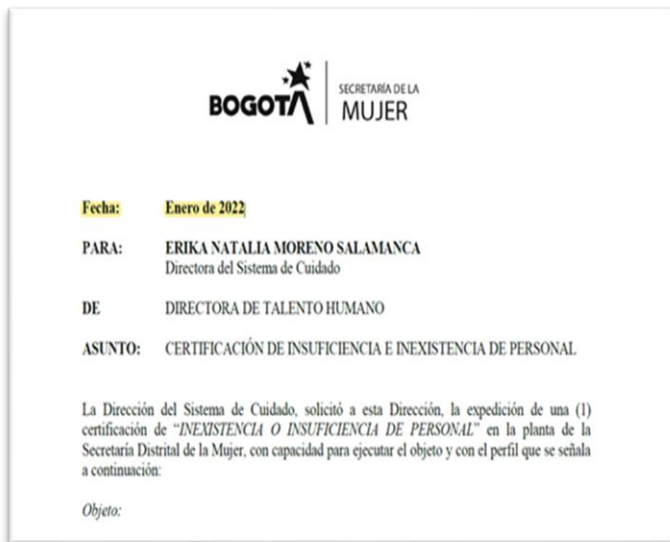 BOGOTÁ
SECRETARÍA DE LA
MUJER
Fecha: Enero de 2022
PARA: ERIKA NATALIA MORENO SALAMANCA
Directora del Sistema de Cuidado
DE DIRECTORA DE TALENTO HUMANO
ASUNTO: CERTIFICACIÓN DE INSUFICIENCIA E INEXISTENCIA DE PERSONAL
La Dirección del Sistema de Cuidado, solicitó a esta Dirección, la expedición de una (1)
certificación de “INEXISTENCIA O INSUFICIENCIA DE PERSONAL” en la planta de la
Secretaría Distrital de la Mujer, con capacidad para ejecutar el objeto y con el perfil que se señala
a continuación:
Objeto: